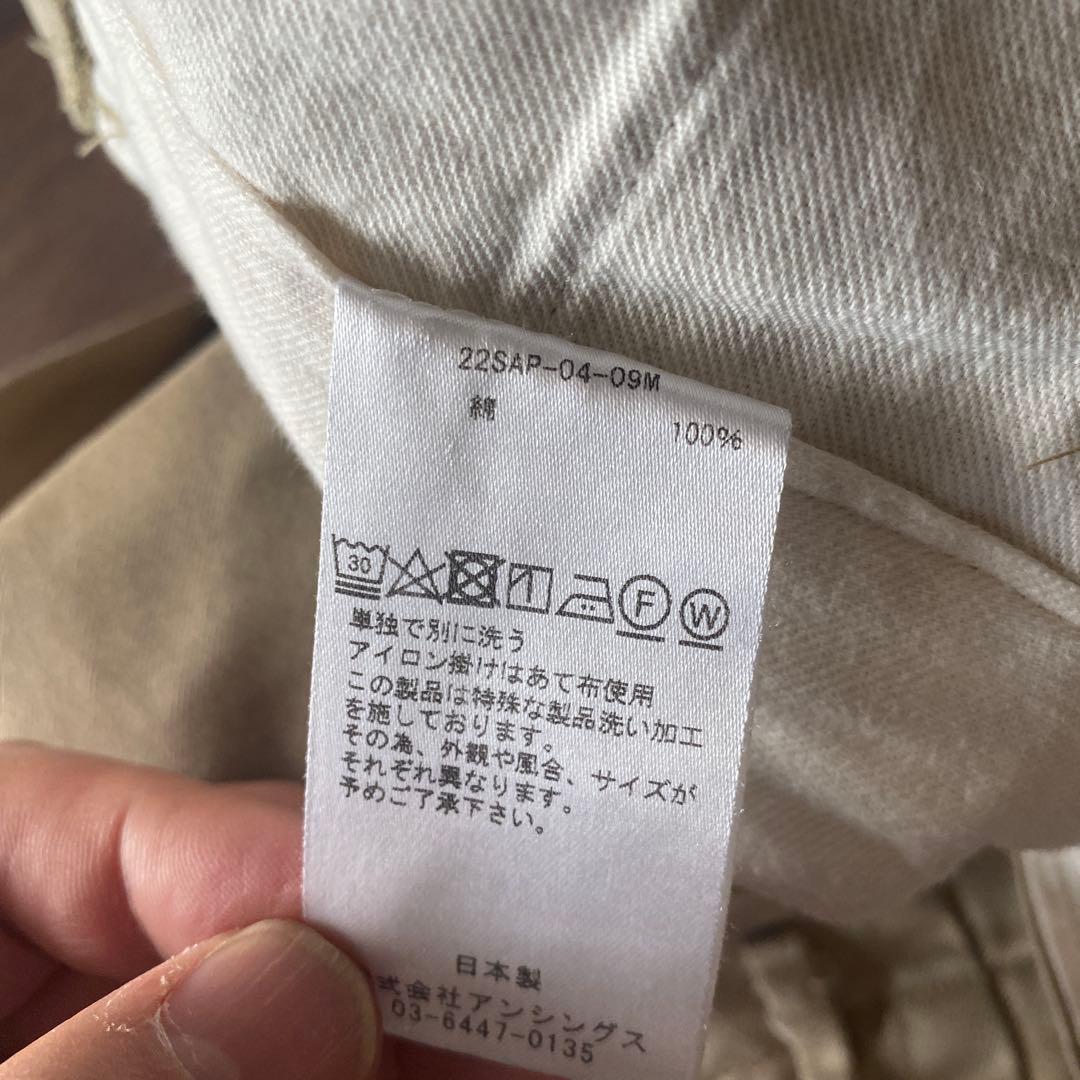 22SAP-04-09M
綿 100%
30
F W
単独で別に洗う
アイロン掛けはあて布使用
この製品は特殊な製品洗い加工
を施しております。
その為、外観や風合、サイズが
それぞれ異なります。
予めご了承下さい。
日本製
式会社アンシングス
03-6447-0135